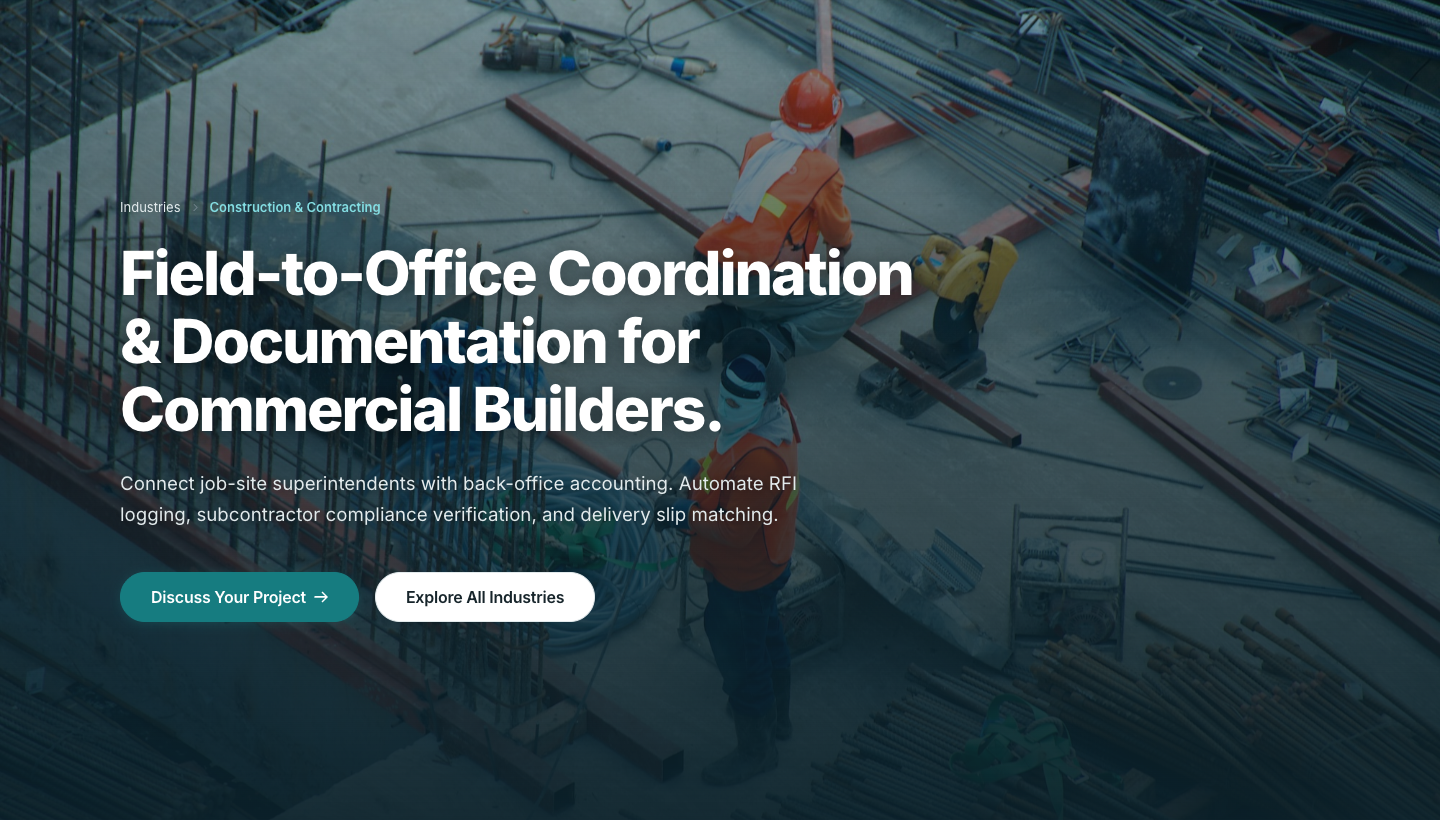 Industries › Construction & Contracting
Field-to-Office Coordination
& Documentation for
Commercial Builders.
Connect job-site superintendents with back-office accounting. Automate RFI
logging, subcontractor compliance verification, and delivery slip matching.
Discuss Your Project →
Explore All Industries